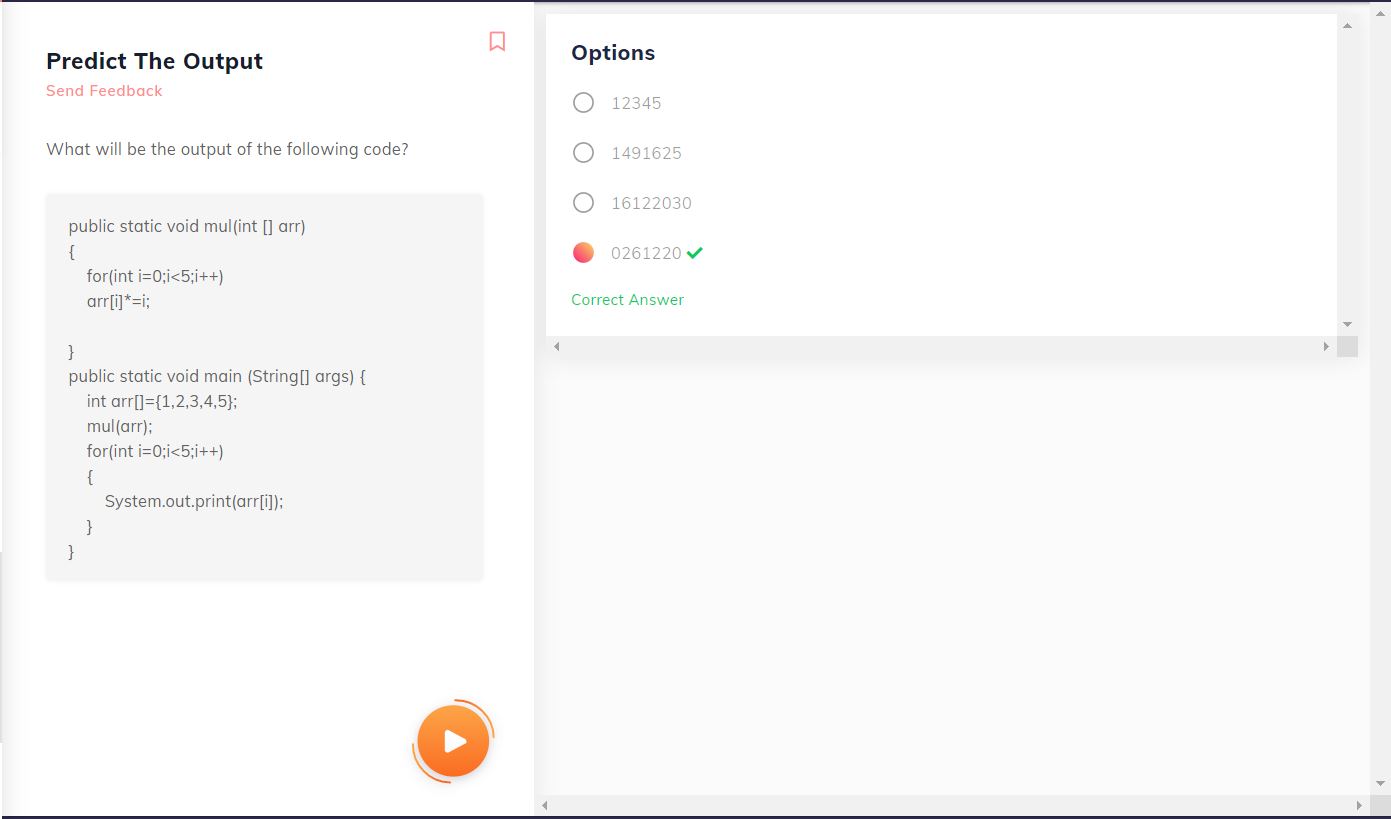 Predict The Output
Send Feedback
What will be the output of the following code?
public static void mul(int [] arr)
{
    for(int i=0;i<5;i++)
    arr[i]*=i;

}
public static void main (String[] args) {
    int arr[]={1,2,3,4,5};
    mul(arr);
    for(int i=0;i<5;i++)
    {
        System.out.print(arr[i]);
    }
}
Options
12345
1491625
16122030
0261220
Correct Answer